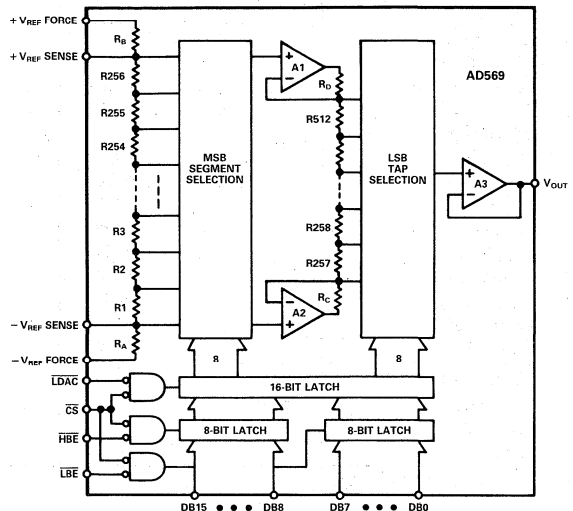 + VREF FORCE
RB
+ VREF SENSE
R256
R255
R254
R3
R2
R1
– VREF SENSE
RA
– VREF FORCE
MSB
SEGMENT
SELECTION
+
–
A1
RD
R512
R258
R257
RC
–
+
A2
LSB
TAP
SELECTION
AD569
+
–
A3
VOUT
8
8
LDAC
16-BIT LATCH
CS
HBE
8-BIT LATCH
8-BIT LATCH
LBE
DB15 • • • DB8 DB7 • • • DB0